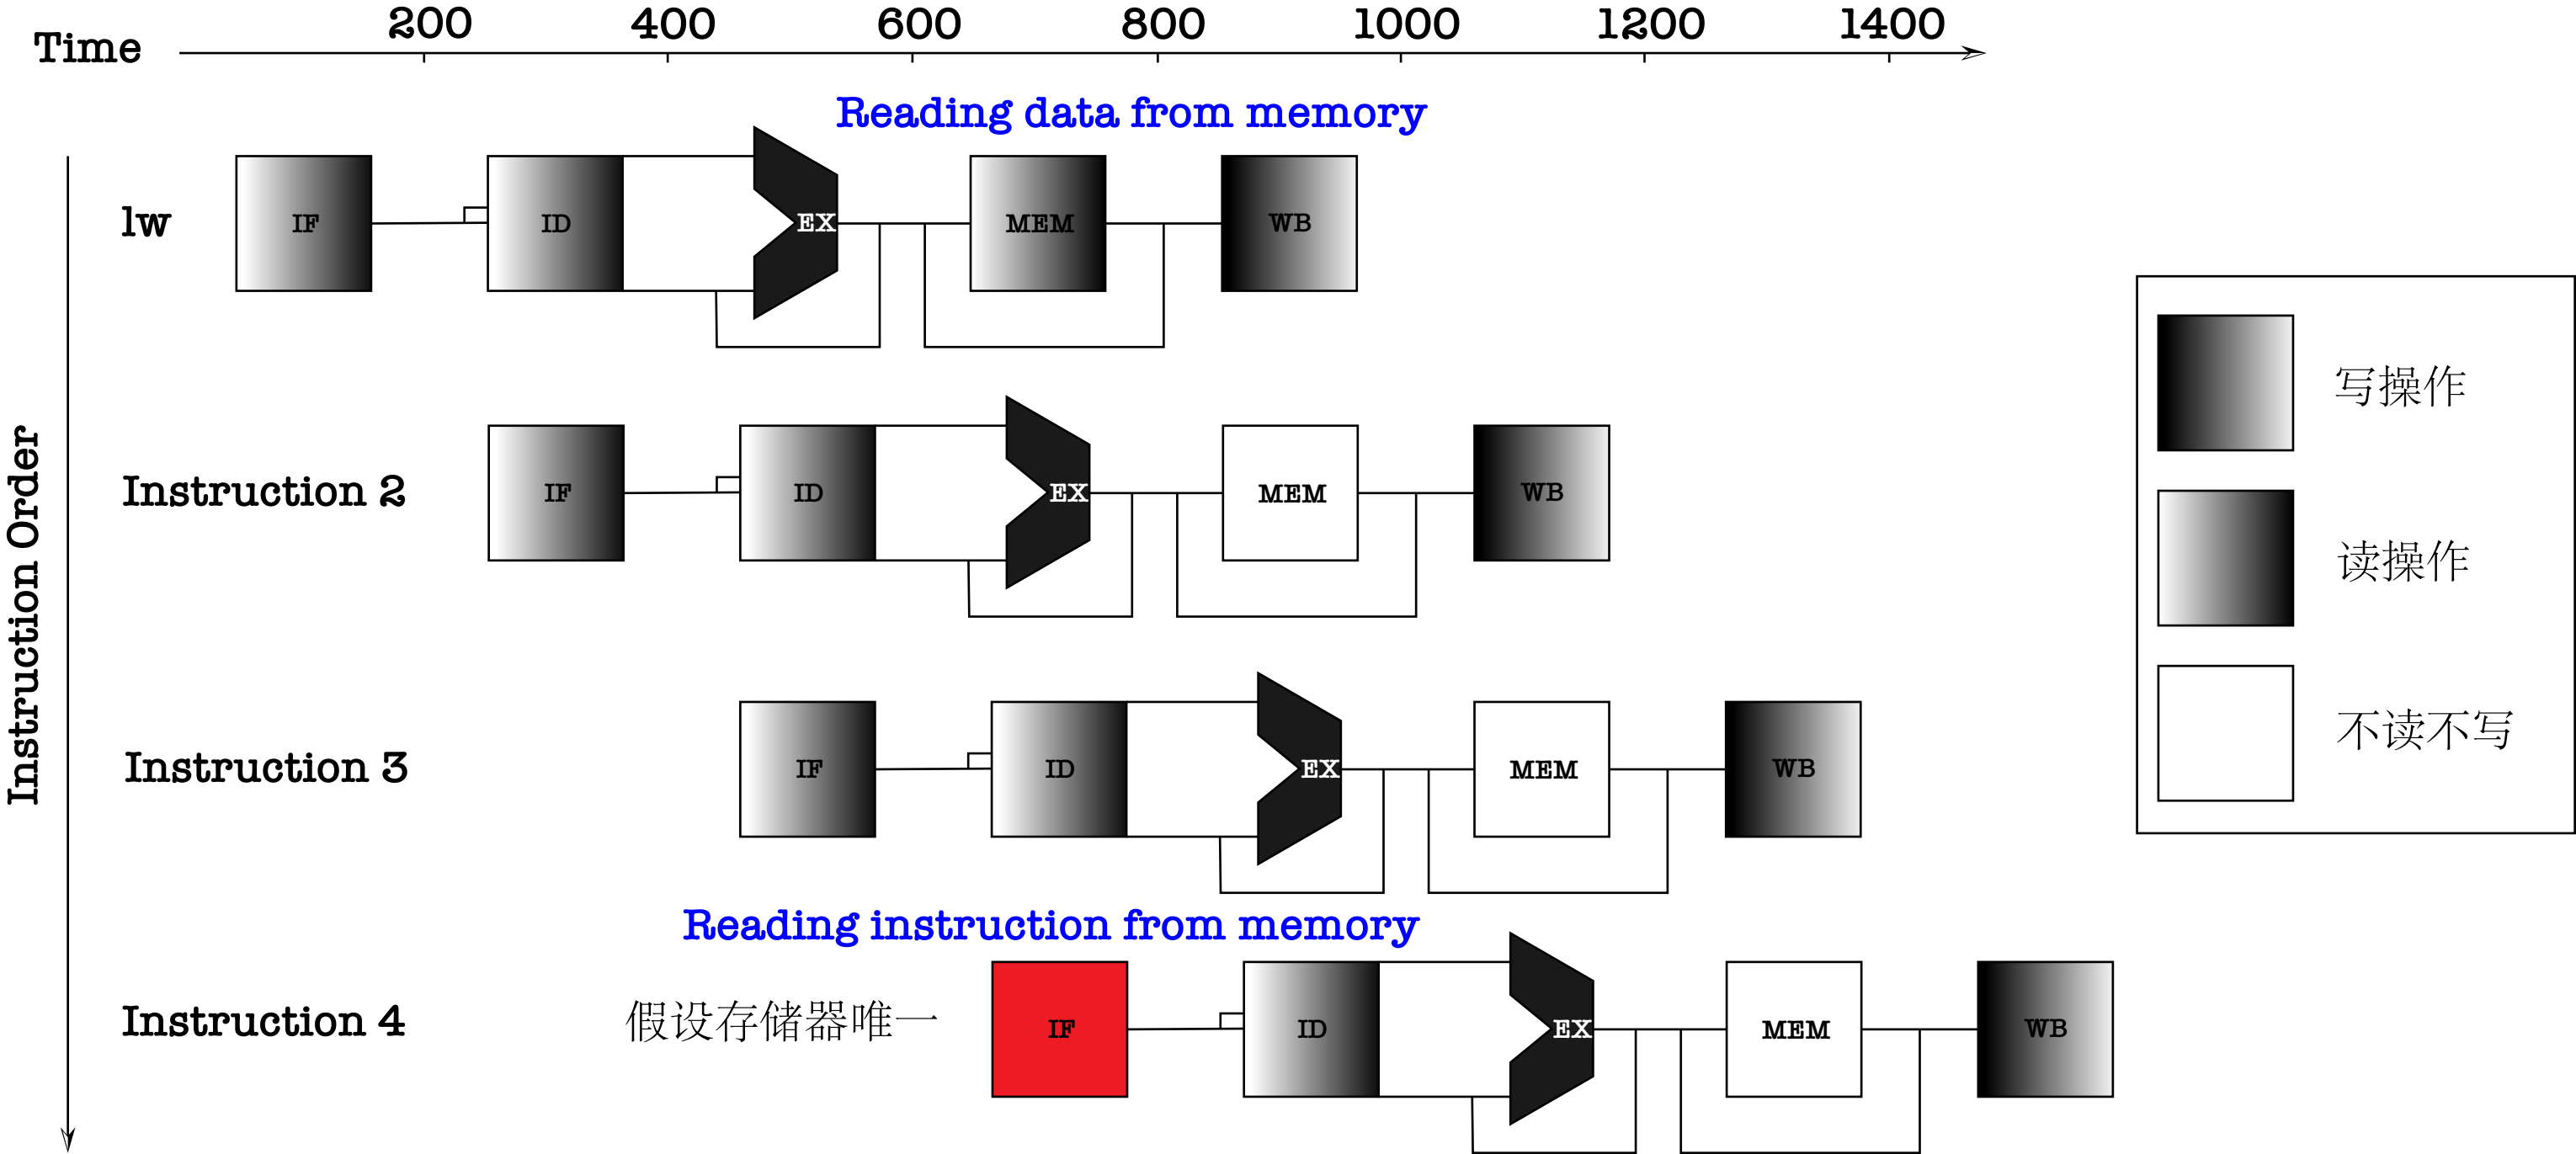 Time 200 400 600 800 1000 1200 1400
Reading data from memory
lw IF ID EX MEM WB
Instruction 2 IF ID EX MEM WB
Instruction 3 IF ID EX MEM WB
Reading instruction from memory
Instruction 4 假设存储器唯一 IF ID EX MEM WB
Instruction Order
写操作
读操作
不读不写